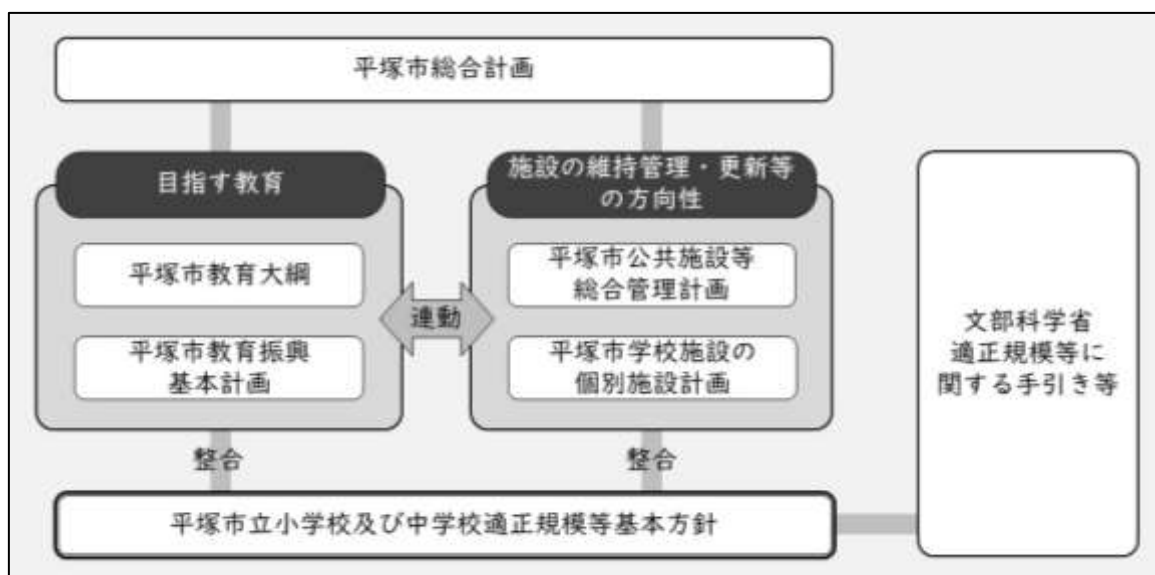 平塚市総合計画
目指す教育
平塚市教育大綱
平塚市教育振興
基本計画
連動
施設の維持管理・更新等
の方向性
平塚市公共施設等
総合管理計画
平塚市学校施設の
個別施設計画
文部科学省
適正規模等に
関する手引き等
整合
整合
平塚市立小学校及び中学校適正規模等基本方針